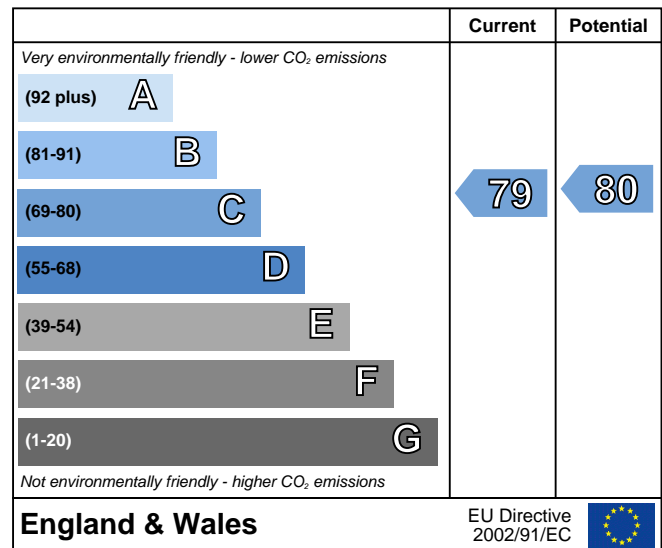 Current Potential
Very environmentally friendly - lower CO₂ emissions
(92 plus) A
(81-91) B
(69-80) C
79 80
(55-68) D
(39-54) E
(21-38) F
(1-20) G
Not environmentally friendly - higher CO₂ emissions
England & Wales
EU Directive
2002/91/EC